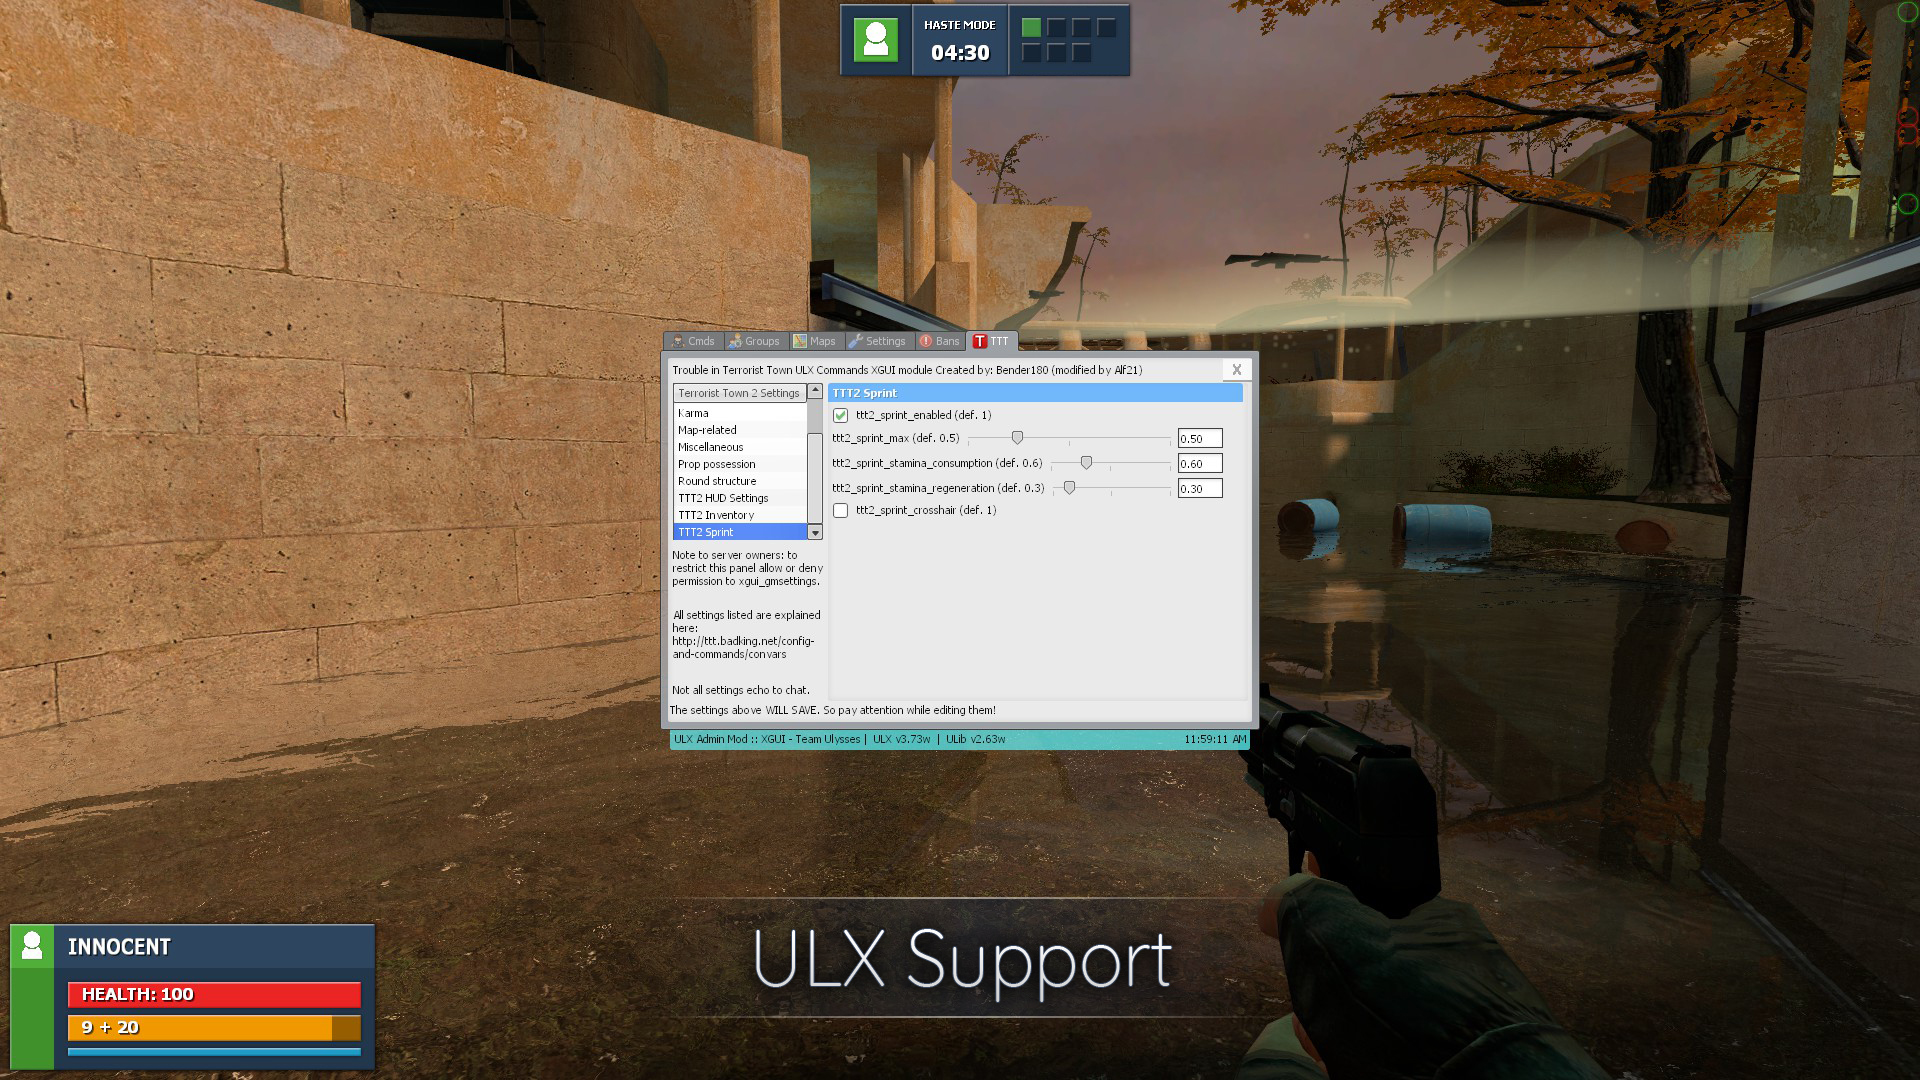 HASTE MODE
04:30
Cmds Groups Maps Settings Bans T TTT
Trouble in Terrorist Town ULX Commands XGUI module Created by: Bender180 (modified by Alf21) X
Terrorist Town 2 Settings
Karma
Map-related
Miscellaneous
Prop possession
Round structure
TTT2 HUD Settings
TTT2 Inventory
TTT2 Sprint
Note to server owners: to
restrict this panel allow or deny
permission to xgui_gmsettings.
All settings listed are explained
here:
http://ttt.badking.net/config-
and-commands/convars
Not all settings echo to chat.
TTT2 Sprint
ttt2_sprint_enabled (def. 1)
ttt2_sprint_max (def. 0.5) 0.50
ttt2_sprint_stamina_consumption (def. 0.6) 0.60
ttt2_sprint_stamina_regeneration (def. 0.3) 0.30
ttt2_sprint_crosshair (def. 1)
The settings above WILL SAVE. So pay attention while editing them!
ULX Admin Mod :: XGUI - Team Ulysses | ULX v3.73w | ULib v2.63w 11:59:11 AM
INNOCENT
HEALTH: 100
9 + 20
ULX Support